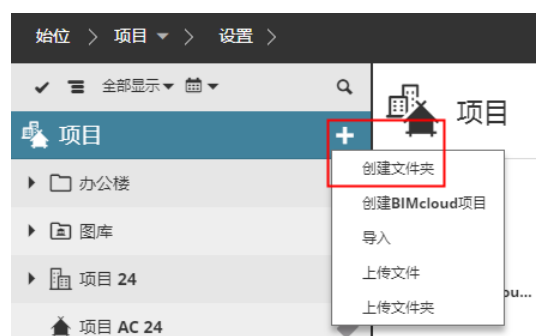 始位 > 项目 ▾ > 设置 >
全部显示▾
项目
项目 +
创建文件夹
办公楼
创建BIMcloud项目
图库
导入
项目 24
上传文件
ou...
上传文件夹
项目 AC 24